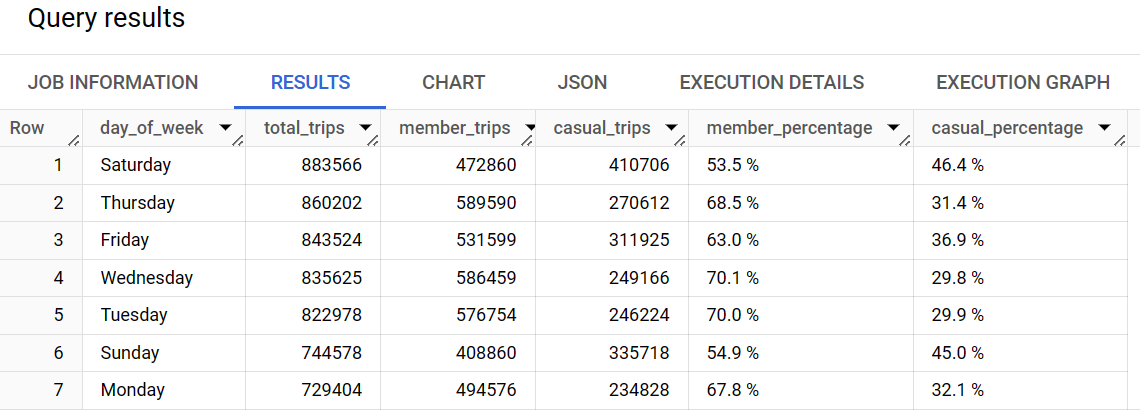 Query results
JOB INFORMATION RESULTS CHART JSON EXECUTION DETAILS EXECUTION GRAPH
Row day_of_week total_trips member_trips casual_trips member_percentage casual_percentage
1 Saturday 883566 472860 410706 53.5 % 46.4 %
2 Thursday 860202 589590 270612 68.5 % 31.4 %
3 Friday 843524 531599 311925 63.0 % 36.9 %
4 Wednesday 835625 586459 249166 70.1 % 29.8 %
5 Tuesday 822978 576754 246224 70.0 % 29.9 %
6 Sunday 744578 408860 335718 54.9 % 45.0 %
7 Monday 729404 494576 234828 67.8 % 32.1 %